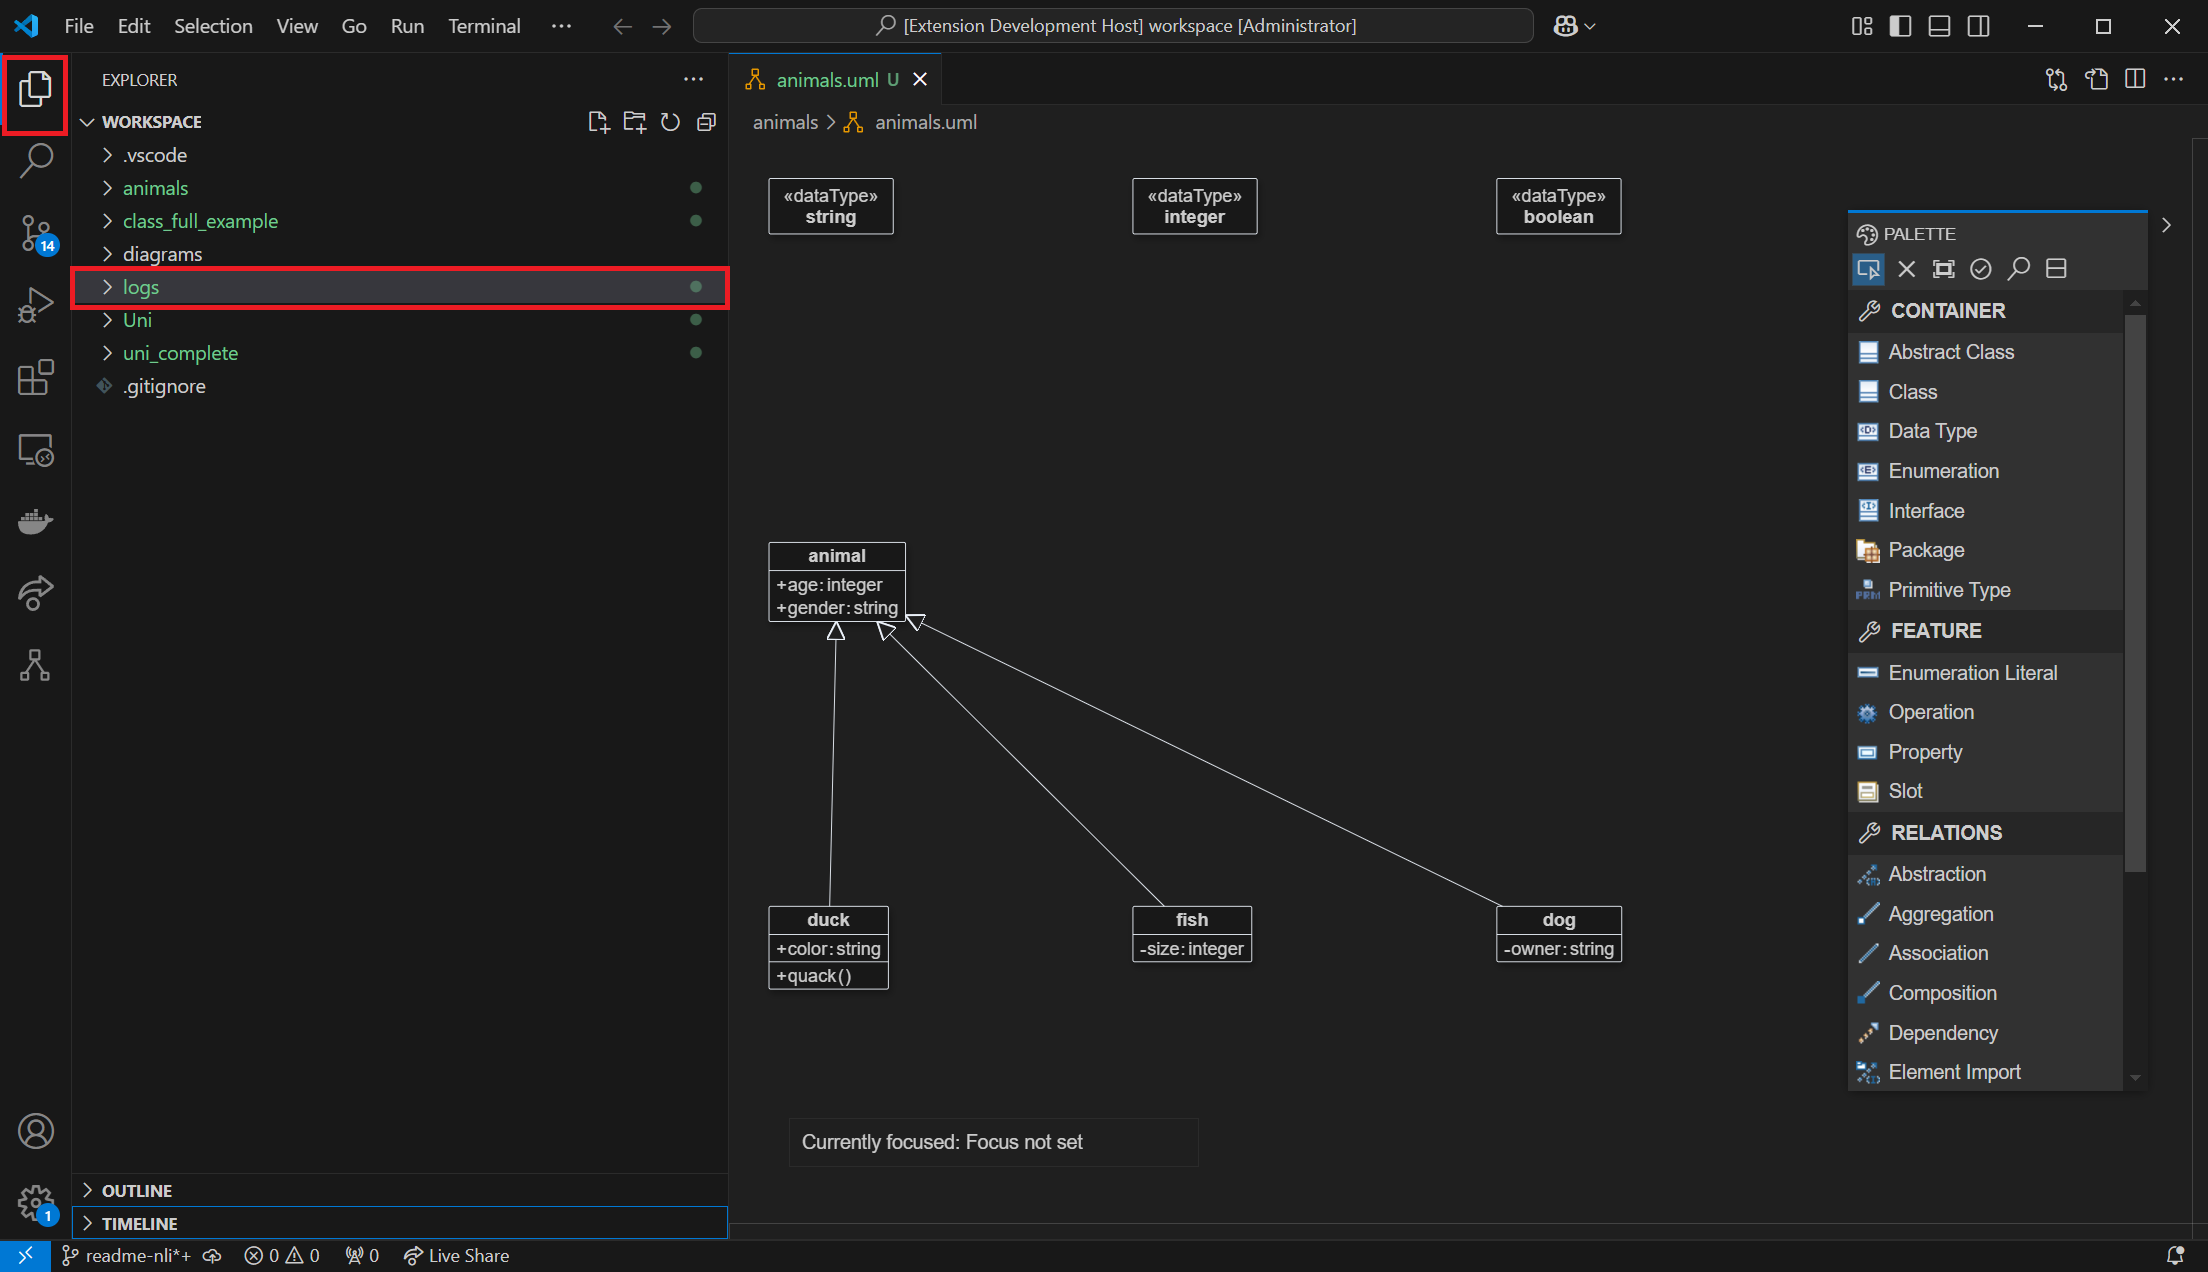 File Edit Selection View Go Run Terminal ···
[Extension Development Host] workspace [Administrator]
EXPLORER
WORKSPACE
.vscode
animals
class_full_example
diagrams
logs
Uni
uni_complete
.gitignore
OUTLINE
TIMELINE
14
1
animals.uml U
animals > animals.uml
«dataType»
string
«dataType»
integer
«dataType»
boolean
animal
+age:integer
+gender:string
duck
+color:string
+quack()
fish
-size:integer
dog
-owner:string
Currently focused: Focus not set
PALETTE
CONTAINER
Abstract Class
Class
Data Type
Enumeration
Interface
Package
Primitive Type
FEATURE
Enumeration Literal
Operation
Property
Slot
RELATIONS
Abstraction
Aggregation
Association
Composition
Dependency
Element Import
readme-nli*+ 0 0 0 Live Share